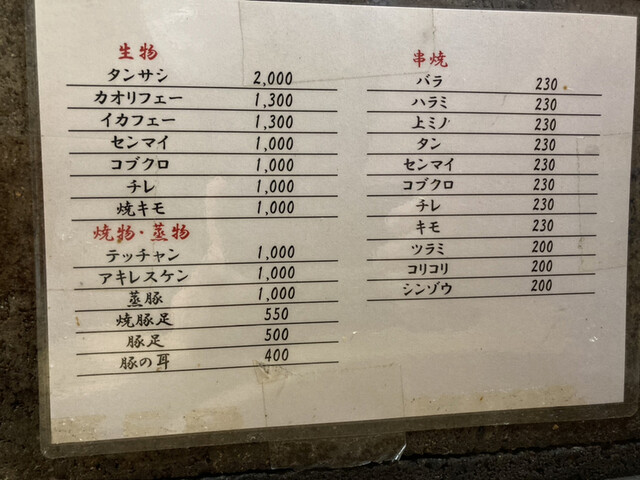 生物
タンサシ 2,000
カオリフェー 1,300
イカフェー 1,300
センマイ 1,000
コブクロ 1,000
チレ 1,000
焼キモ 1,000
焼物・蒸物
テッチャン 1,000
アキレスケン 1,000
蒸豚 1,000
焼豚足 550
豚足 500
豚の耳 400
串焼
バラ 230
ハラミ 230
上ミノ 230
タン 230
センマイ 230
コブクロ 230
チレ 230
キモ 230
ツラミ 200
コリコリ 200
シンゾウ 200